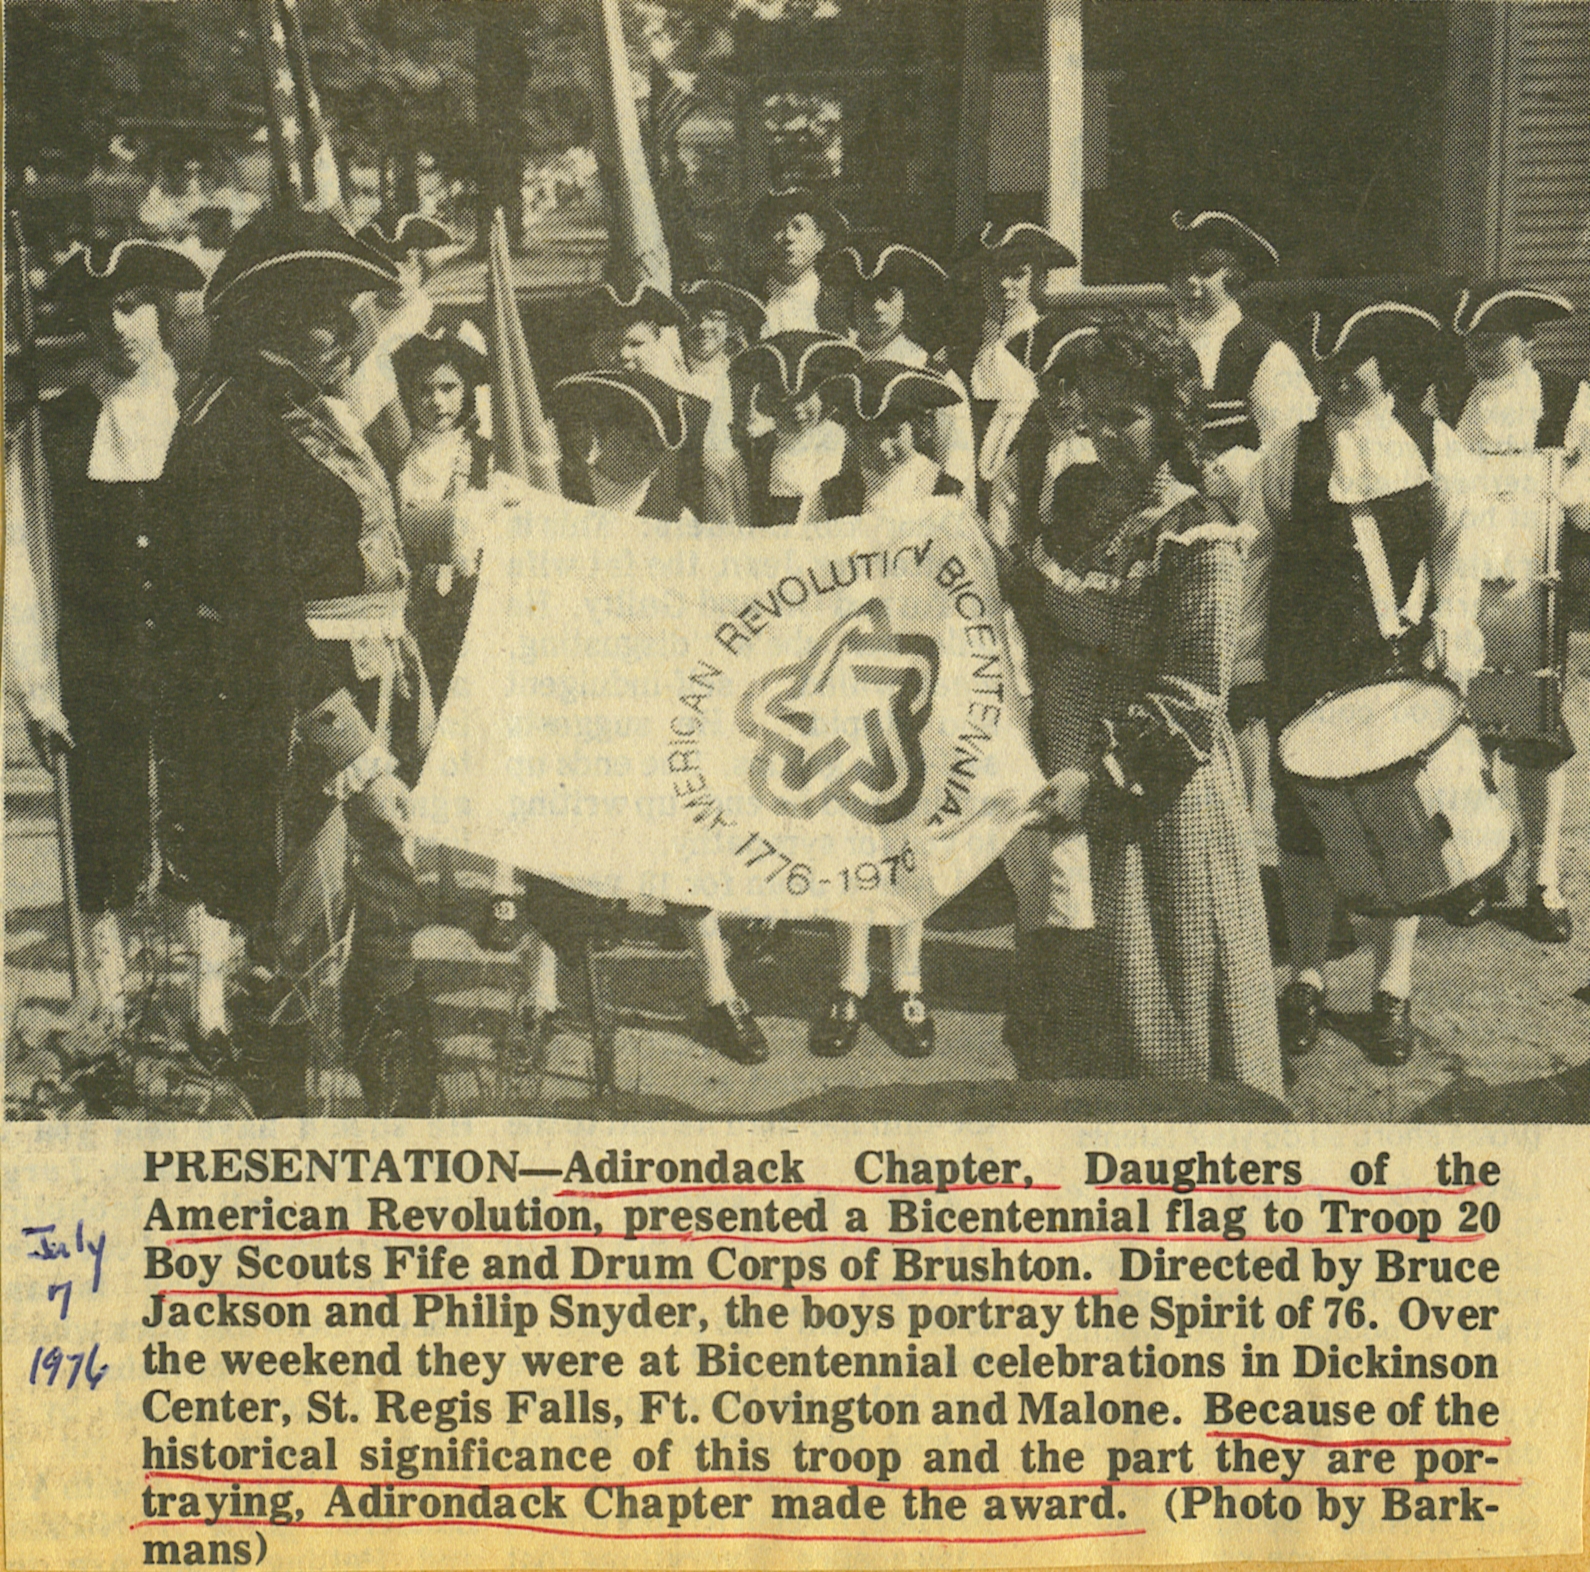 AMERICAN REVOLUTION BICENTENNIAL
1776-1976
PRESENTATION—Adirondack Chapter, Daughters of the
American Revolution, presented a Bicentennial flag to Troop 20
Boy Scouts Fife and Drum Corps of Brushton. Directed by Bruce
Jackson and Philip Snyder, the boys portray the Spirit of 76. Over
the weekend they were at Bicentennial celebrations in Dickinson
Center, St. Regis Falls, Ft. Covington and Malone. Because of the
historical significance of this troop and the part they are por-
traying, Adirondack Chapter made the award. (Photo by Bark-
mans)
July
7
1976